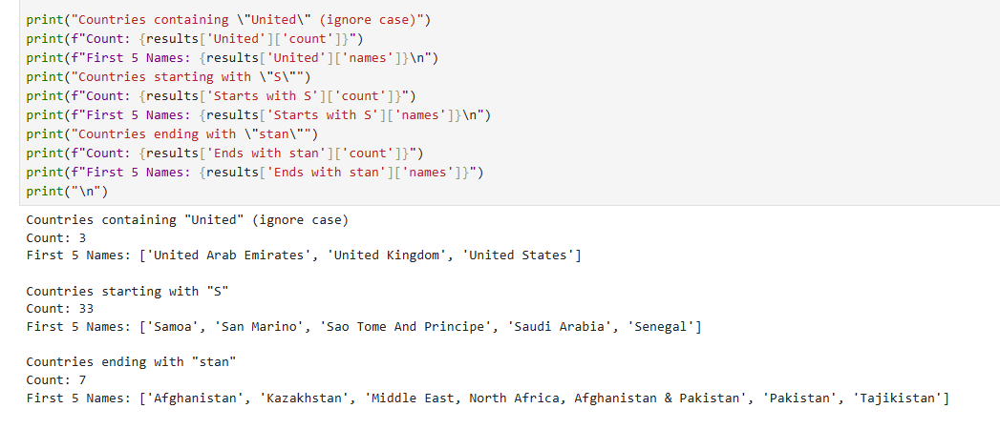 print("Countries containing \"United\" (ignore case)")
print(f"Count: {results['United']['count']}")
print(f"First 5 Names: {results['United']['names']}\n")
print("Countries starting with \"S\"")
print(f"Count: {results['Starts with S']['count']}")
print(f"First 5 Names: {results['Starts with S']['names']}\n")
print("Countries ending with \"stan\"")
print(f"Count: {results['Ends with stan']['count']}")
print(f"First 5 Names: {results['Ends with stan']['names']}")
print("\n")
Countries containing "United" (ignore case)
Count: 3
First 5 Names: ['United Arab Emirates', 'United Kingdom', 'United States']
Countries starting with "S"
Count: 33
First 5 Names: ['Samoa', 'San Marino', 'Sao Tome And Principe', 'Saudi Arabia', 'Senegal']
Countries ending with "stan"
Count: 7
First 5 Names: ['Afghanistan', 'Kazakhstan', 'Middle East, North Africa, Afghanistan & Pakistan', 'Pakistan', 'Tajikistan']